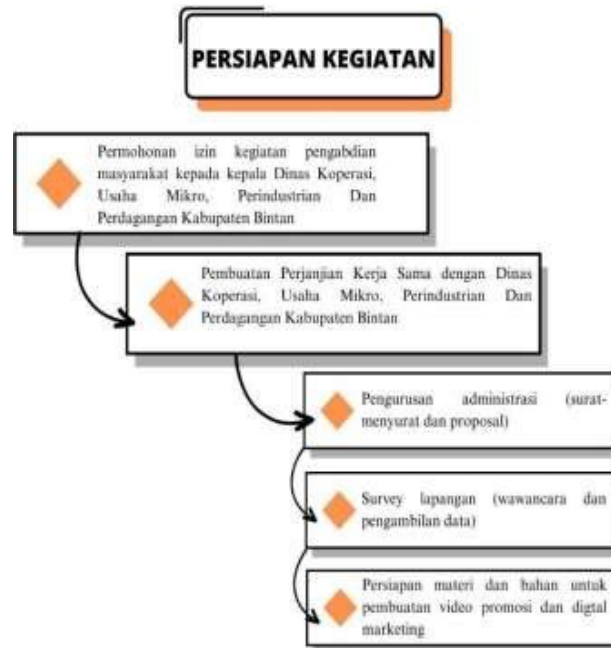 PERSIAPAN KEGIATAN
Permohonan izin kegiatan pengabdian
masyarakat kepada kepala Dinas Koperasi,
Usaha Mikro, Perindustrian Dan
Perdagangan Kabupaten Bintan
Pembuatan Perjanjian Kerja Sama dengan Dinas
Koperasi, Usaha Mikro, Perindustrian Dan
Perdagangan Kabupaten Bintan
Pengurusan administrasi (surat-
menyurat dan proposal)
Survey lapangan (wawancara dan
pengambilan data)
Persiapan materi dan bahan untuk
pembuatan video promosi dan digtal
marketing